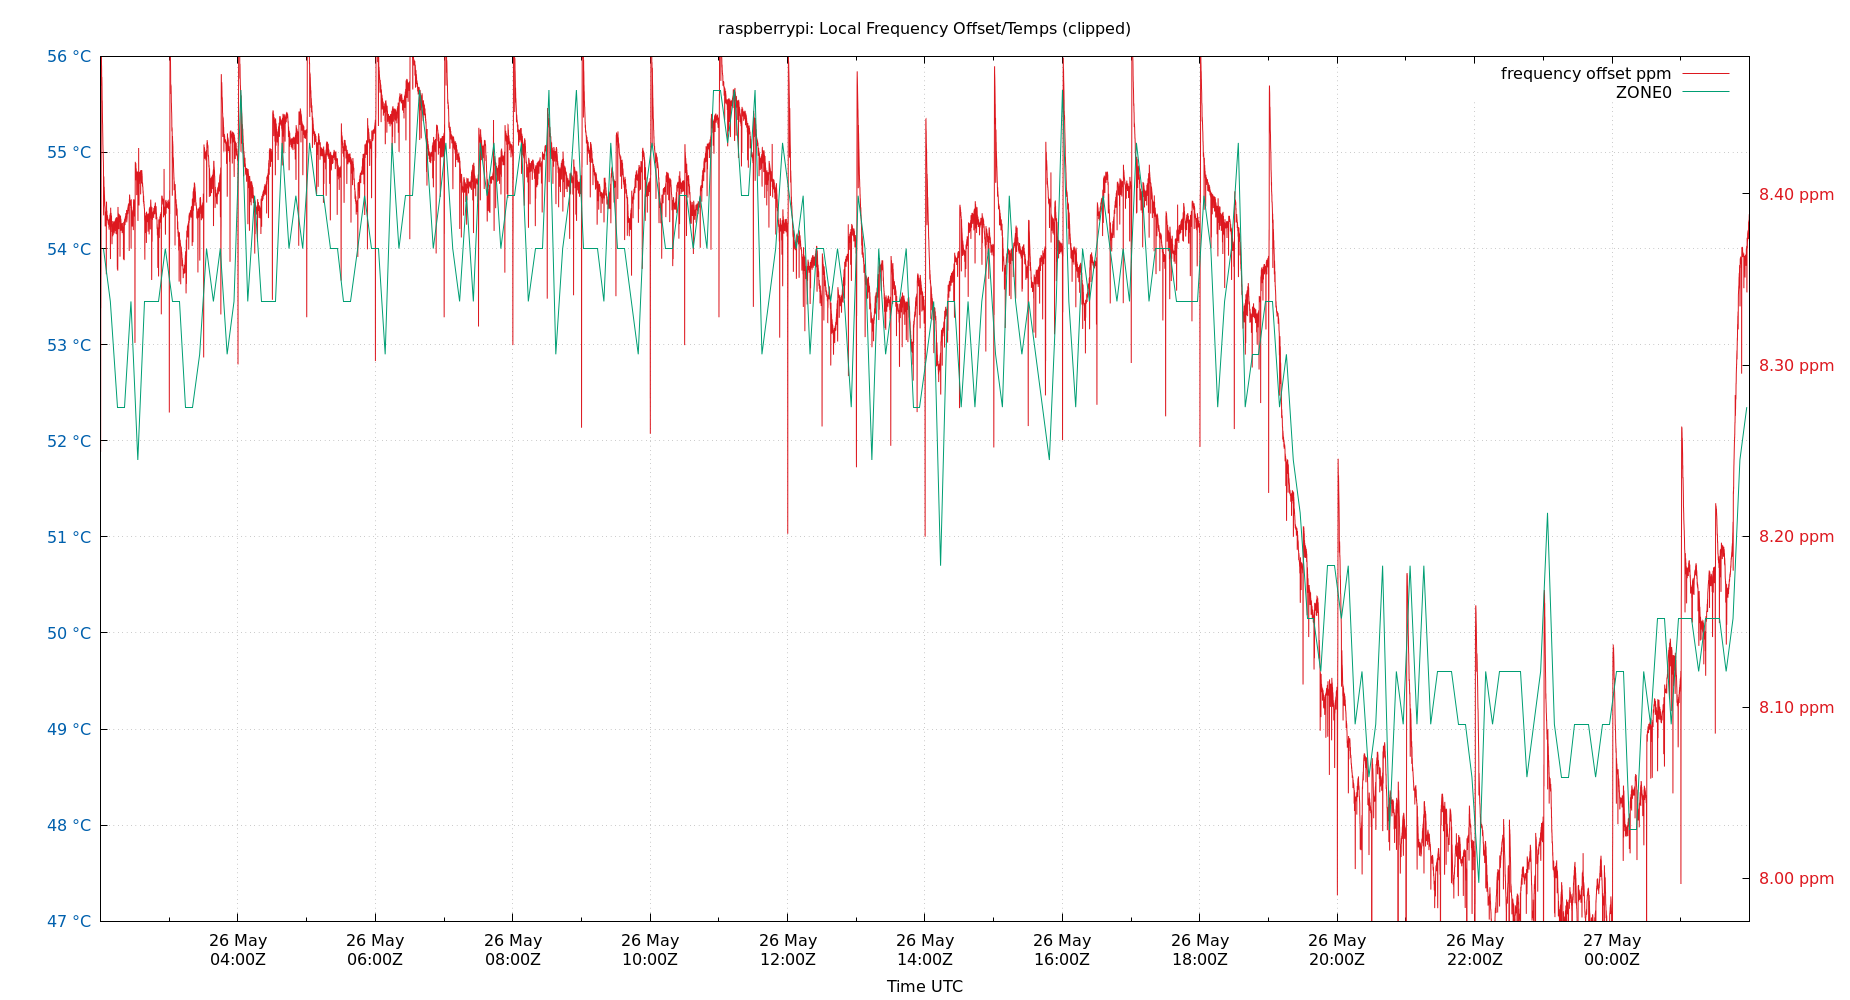 raspberrypi: Local Frequency Offset/Temps (clipped)
56 °C
55 °C
54 °C
53 °C
52 °C
51 °C
50 °C
49 °C
48 °C
47 °C
frequency offset ppm
ZONE0
8.40 ppm
8.30 ppm
8.20 ppm
8.10 ppm
8.00 ppm
26 May 26 May 26 May 26 May 26 May 26 May 26 May 26 May 26 May 26 May 27 May
04:00Z 06:00Z 08:00Z 10:00Z 12:00Z 14:00Z 16:00Z 18:00Z 20:00Z 22:00Z 00:00Z
Time UTC